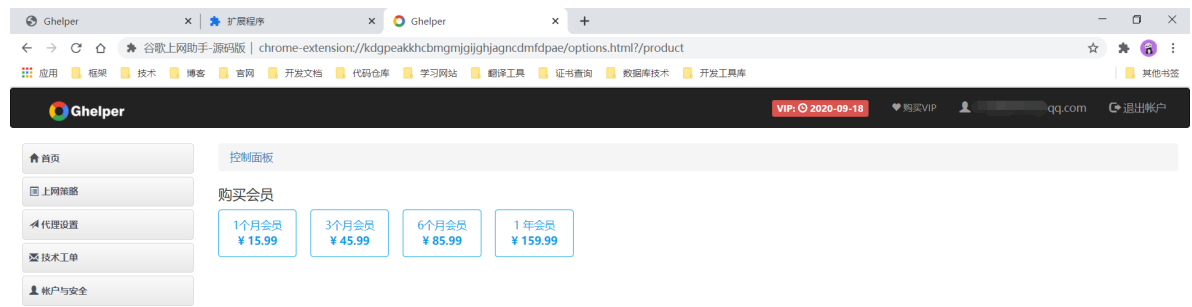 Ghelper
扩展程序
Ghelper
谷歌上网助手-源码版 | chrome-extension://kdgpeakkhcbmgmjgijghjagncdmfdpae/options.html?/product
应用 框架 技术 博客 官网 开发文档 代码仓库 学习网站 翻译工具 证书查询 数据库技术 开发工具库 其他书签
Ghelper VIP: 2020-09-18 购买VIP qq.com 退出帐户
首页
上网策略
代理设置
技术工单
帐户与安全
控制面板
购买会员
1个月会员
¥ 15.99
3个月会员
¥ 45.99
6个月会员
¥ 85.99
1 年会员
¥ 159.99